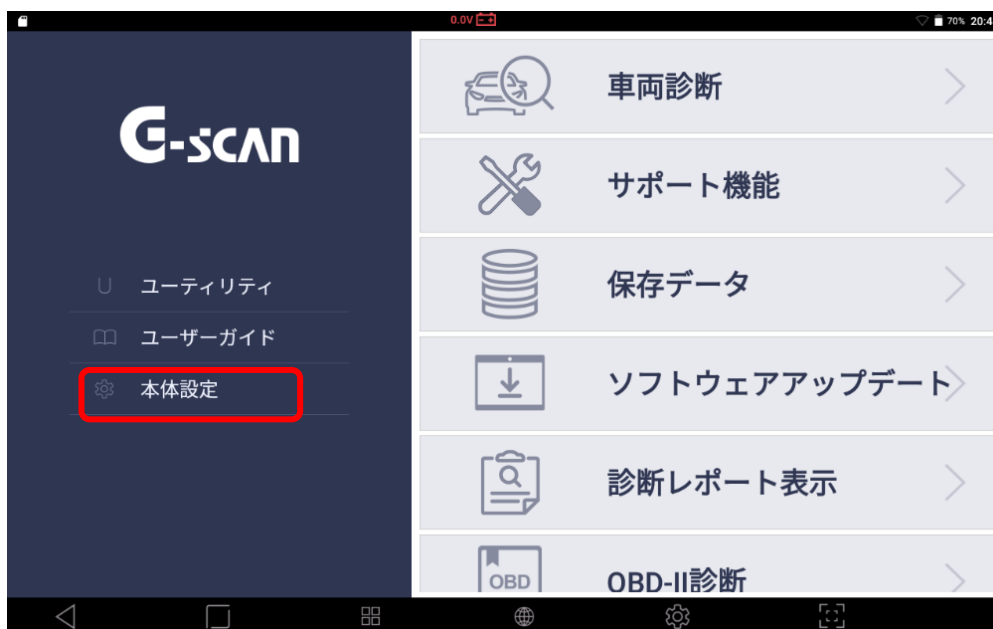 0.0V
70% 20:4
G-scan
ユーティリティ
ユーザーガイド
本体設定
車両診断
サポート機能
保存データ
ソフトウェアアップデート
診断レポート表示
OBD
OBD-II診断